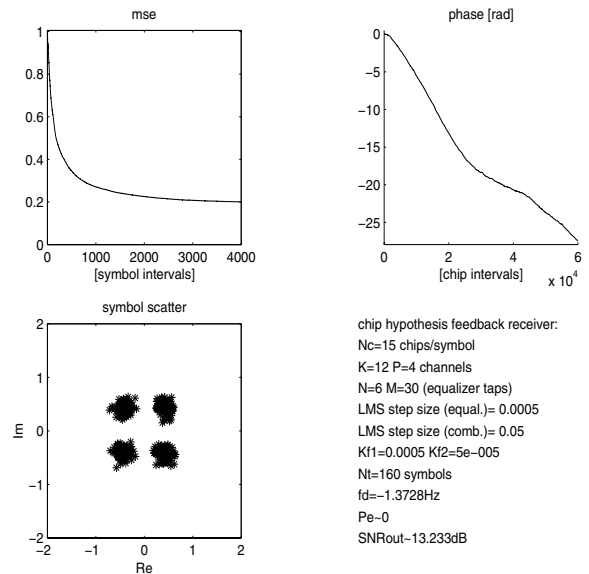 mse
1
0.8
0.6
0.4
0.2
0
0 1000 2000 3000 4000
[symbol intervals]
phase [rad]
0
−5
−10
−15
−20
−25
0 2 4 6
[chip intervals] x 10^4
symbol scatter
2
1
0
−1
−2
Im
−2 −1 0 1 2
Re
chip hypothesis feedback receiver:
Nc=15 chips/symbol
K=12 P=4 channels
N=6 M=30 (equalizer taps)
LMS step size (equal.)= 0.0005
LMS step size (comb.)= 0.05
Kf1=0.0005 Kf2=5e−005
Nt=160 symbols
fd=−1.3728Hz
Pe~0
SNRout~13.233dB